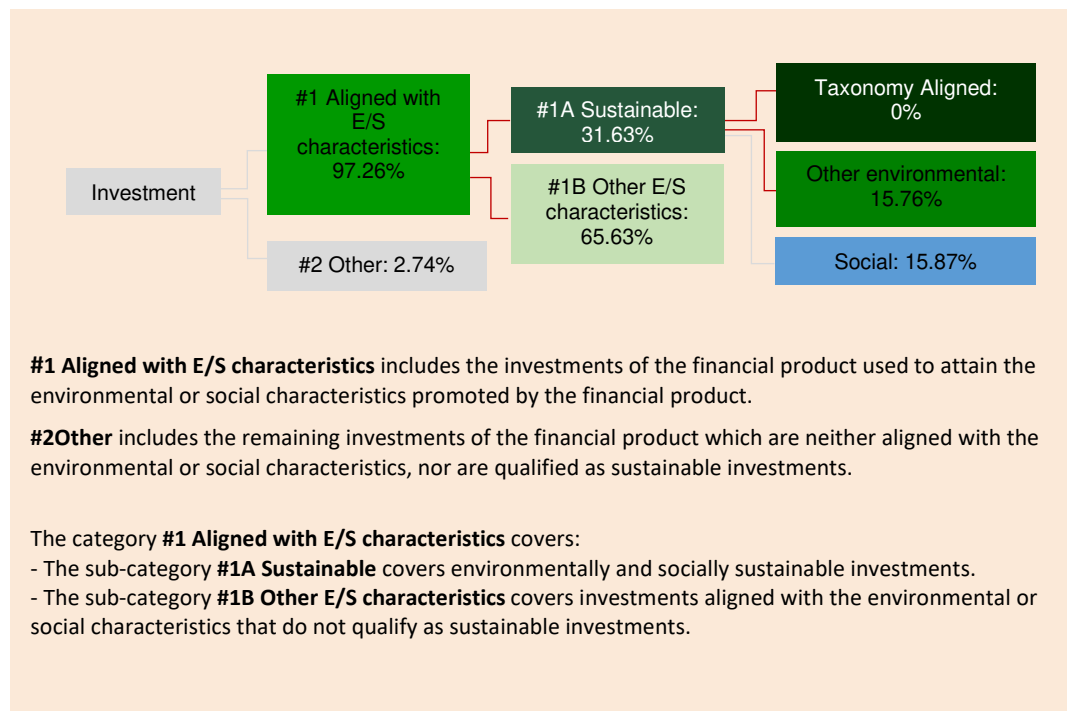 Investment
#1 Aligned with
E/S
characteristics:
97.26%
#2 Other: 2.74%
#1A Sustainable:
31.63%
#1B Other E/S
characteristics:
65.63%
Taxonomy Aligned:
0%
Other environmental:
15.76%
Social: 15.87%
#1 Aligned with E/S characteristics includes the investments of the financial product used to attain the
environmental or social characteristics promoted by the financial product.
#2Other includes the remaining investments of the financial product which are neither aligned with the
environmental or social characteristics, nor are qualified as sustainable investments.
The category #1 Aligned with E/S characteristics covers:
- The sub-category #1A Sustainable covers environmentally and socially sustainable investments.
- The sub-category #1B Other E/S characteristics covers investments aligned with the environmental or
social characteristics that do not qualify as sustainable investments.